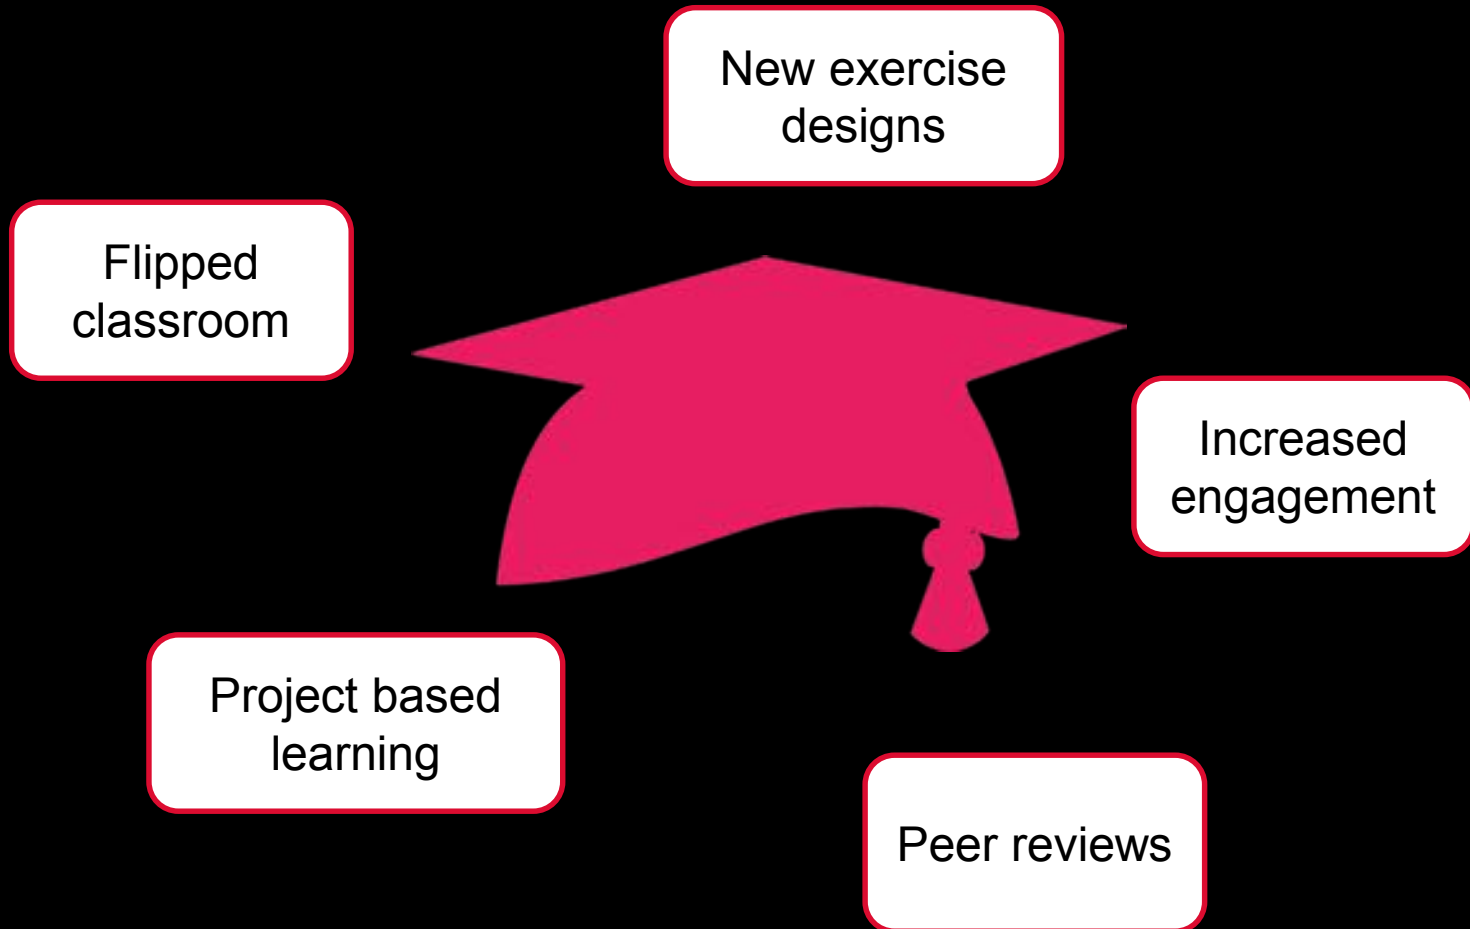 New exercise
designs
Flipped
classroom
Increased
engagement
Project based
learning
Peer reviews